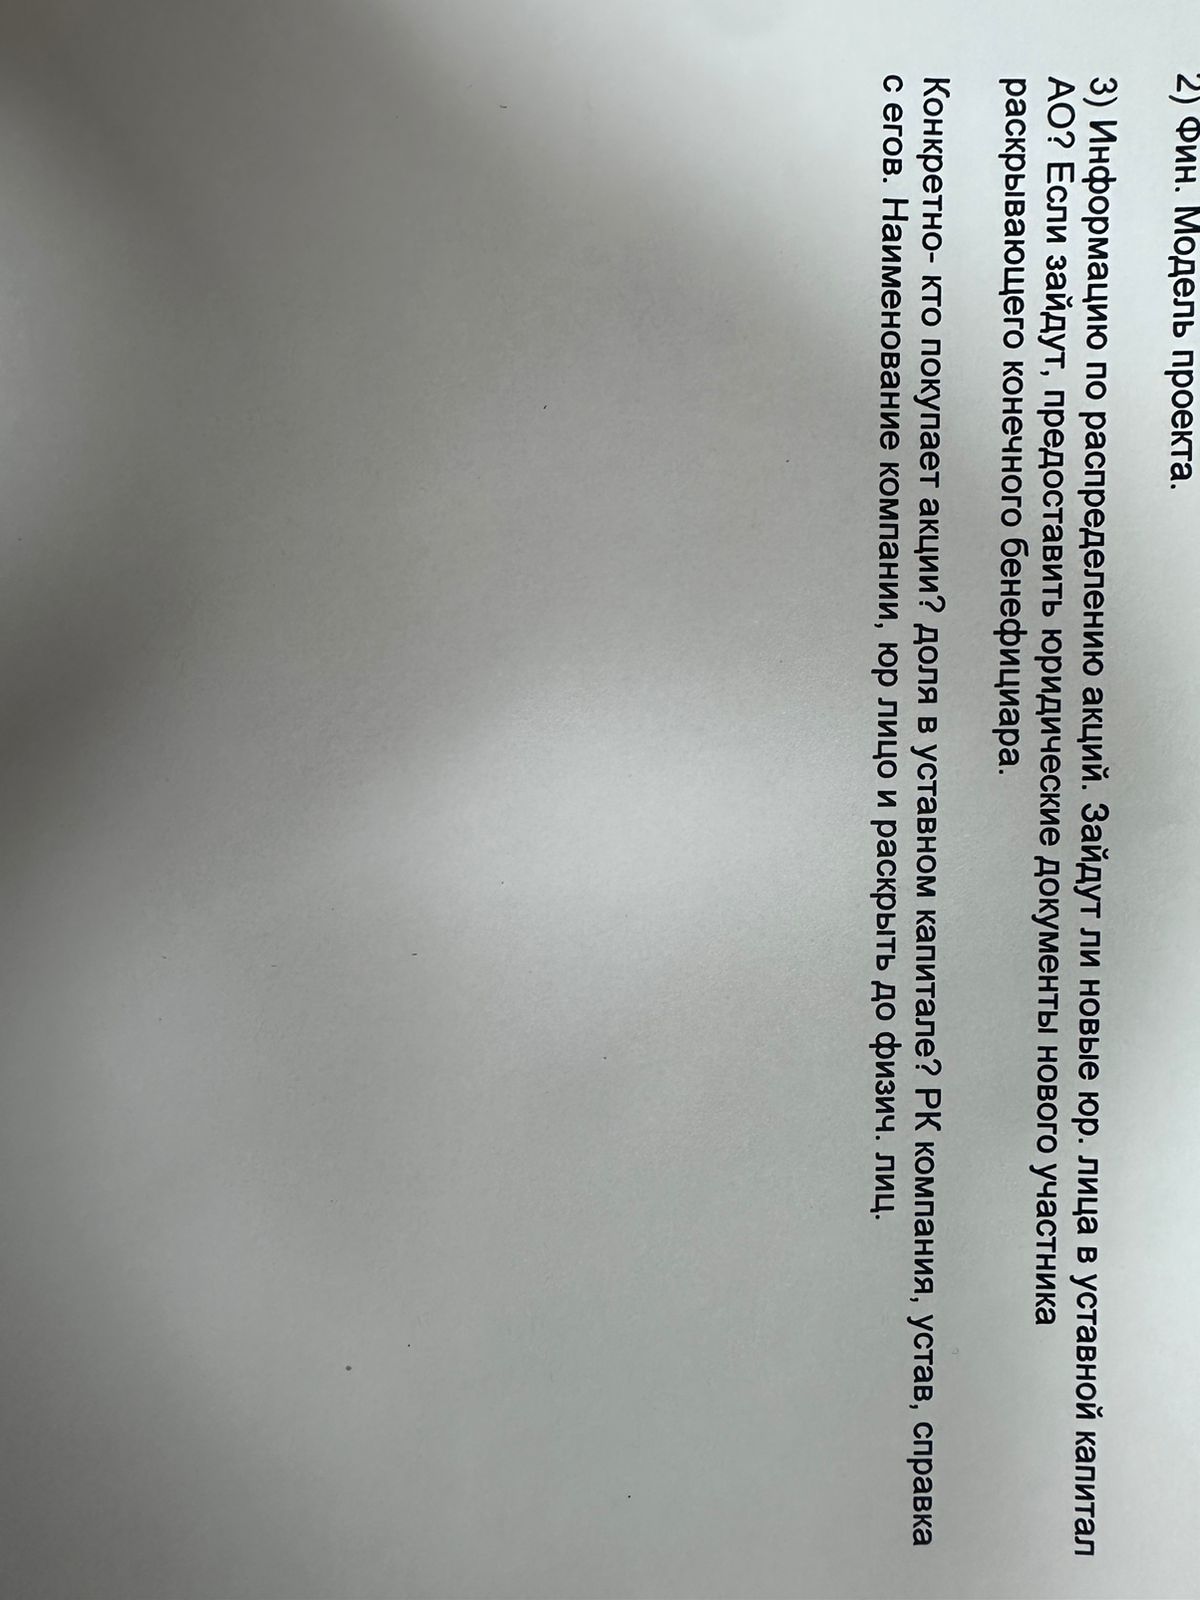 2) Фин. Модель проекта.
3) Информацию по распределению акций. Зайдут ли новые юр. лица в уставной капитал
АО? Если зайдут, предоставить юридические документы нового участника
раскрывающего конечного бенефициара.
Конкретно- кто покупает акции? доля в уставном капитале? РК компания, устав, справка
с егов. Наименование компании, юр лицо и раскрыть до физич. лиц.